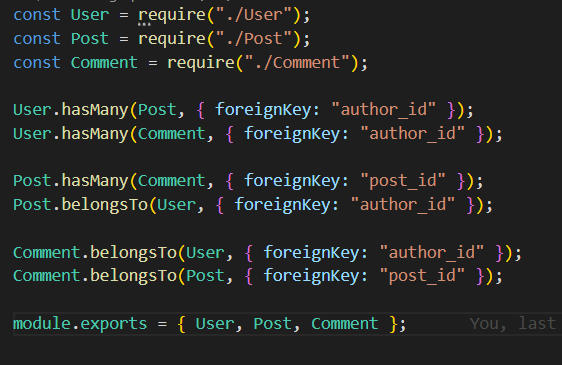 const User = require("./User");
const Post = require("./Post");
const Comment = require("./Comment");
User.hasMany(Post, { foreignKey: "author_id" });
User.hasMany(Comment, { foreignKey: "author_id" });
Post.hasMany(Comment, { foreignKey: "post_id" });
Post.belongsTo(User, { foreignKey: "author_id" });
Comment.belongsTo(User, { foreignKey: "author_id" });
Comment.belongsTo(Post, { foreignKey: "post_id" });
module.exports = { User, Post, Comment }; You, last